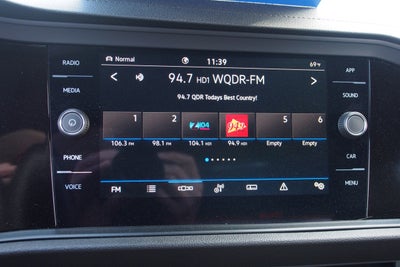 RADIO
MEDIA
PHONE
VOICE
Normal 11:39 69°F
94.7 HD1 WQDR-FM
94.7 QDR Todays Best Country!
1 2 5 6
104
106.3 FM 98.1 FM 104.1 HD1 94.9 HD1 Empty Empty
FM
APP
SOUND
CAR
MENU